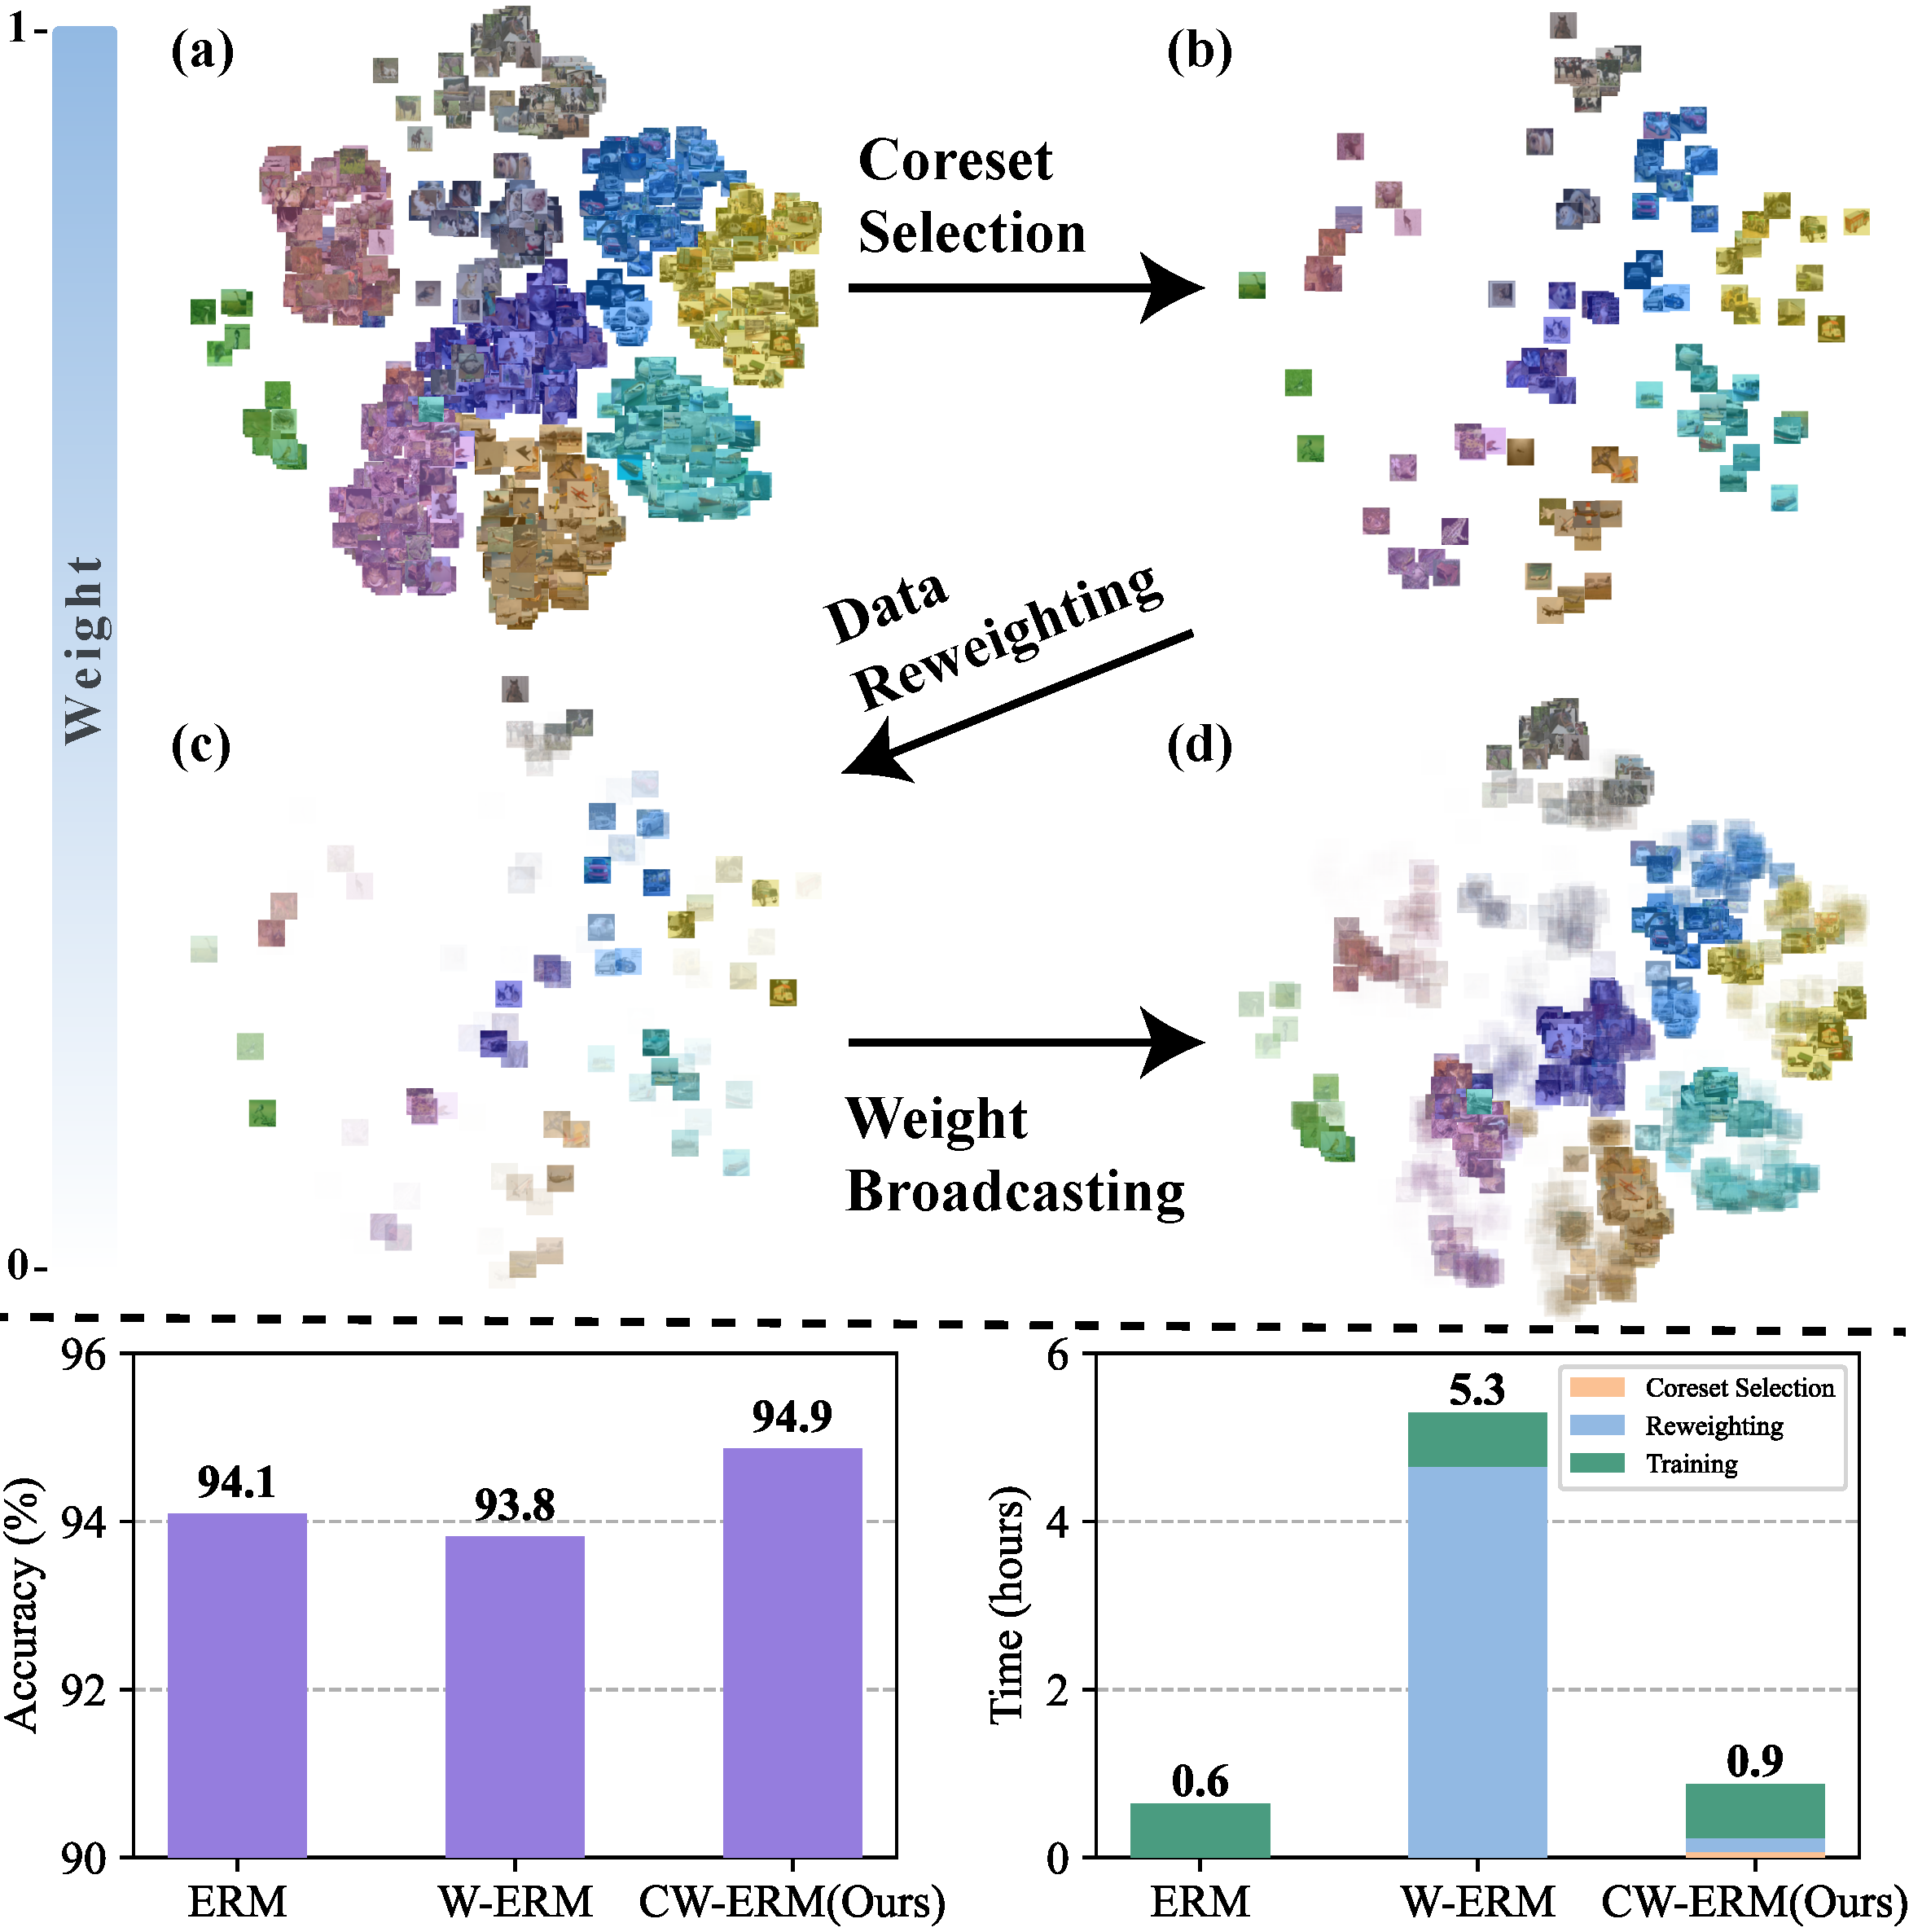 1-
(a)
(b)
Coreset
Selection
Weight
Data
Reweighting
(c)
(d)
Weight
Broadcasting
0-
96
94
92
90
Accuracy (%)
94.1
93.8
94.9
ERM
W-ERM
CW-ERM(Ours)
6
4
2
0
Time (hours)
0.6
5.3
0.9
Coreset Selection
Reweighting
Training
ERM
W-ERM
CW-ERM(Ours)